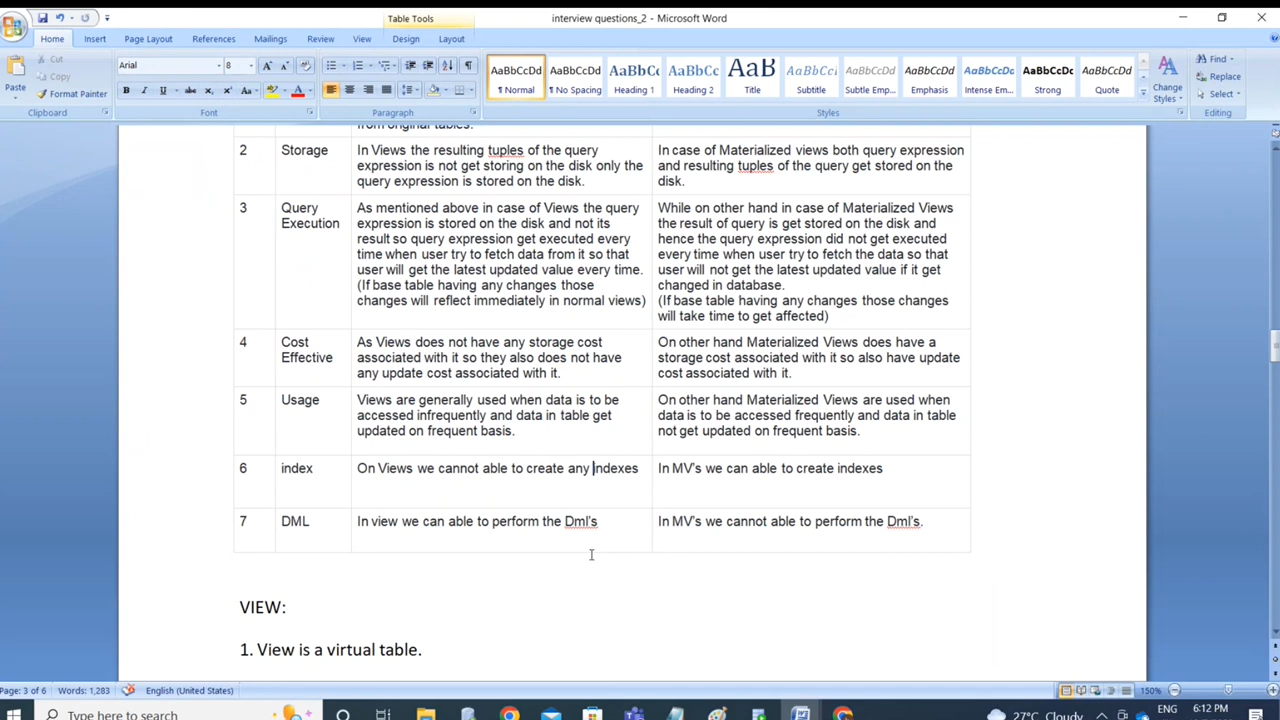 interview questions_2 - Microsoft Word
Table Tools
Home Insert Page Layout References Mailings Review View Design Layout
Paste
Cut
Copy
Format Painter
Clipboard
Arial 8
Font
Paragraph
AaBbCcDd AaBbCcDd AaBbCc AaBbCc AaB AaBbCcI AaBbCcDd AaBbCcDd AaBbCcDd AaBbCcDc AaBbCcDd
¶ Normal ¶ No Spacing Heading 1 Heading 2 Title Subtitle Subtle Emp... Emphasis Intense Em... Strong Quote
Styles
Change
Styles
Find
Replace
Select
Editing
from original tables.
2 Storage
In Views the resulting tuples of the query
expression is not get storing on the disk only the
query expression is stored on the disk.
In case of Materialized views both query expression
and resulting tuples of the query get stored on the
disk.
3 Query
Execution
As mentioned above in case of Views the query
expression is stored on the disk and not its
result so query expression get executed every
time when user try to fetch data from it so that
user will get the latest updated value every time.
(If base table having any changes those
changes will reflect immediately in normal views)
While on other hand in case of Materialized Views
the result of query is get stored on the disk and
hence the query expression did not get executed
every time when user try to fetch the data so that
user will not get the latest updated value if it get
changed in database.
(If base table having any changes those changes
will take time to get affected)
4 Cost
Effective
As Views does not have any storage cost
associated with it so they also does not have
any update cost associated with it.
On other hand Materialized Views does have a
storage cost associated with it so also have update
cost associated with it.
5 Usage
Views are generally used when data is to be
accessed infrequently and data in table get
updated on frequent basis.
On other hand Materialized Views are used when
data is to be accessed frequently and data in table
not get updated on frequent basis.
6 index
On Views we cannot able to create any indexes
In MV's we can able to create indexes
7 DML
In view we can able to perform the Dml's
In MV's we cannot able to perform the Dml's.
VIEW:
1. View is a virtual table.
Page: 3 of 6 Words: 1,283 English (United States) 150%
Type here to search 27°C Cloudy ENG 6:12 PM